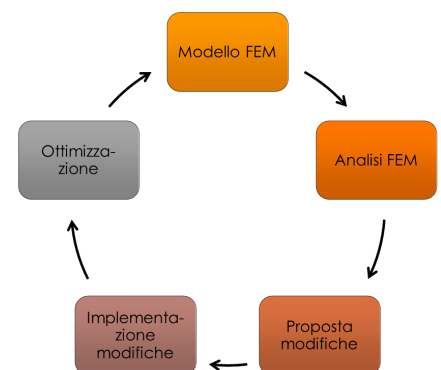 Modello FEM
Analisi FEM
Proposta
modifiche
Implementa-
zione
modifiche
Ottimizza-
zione